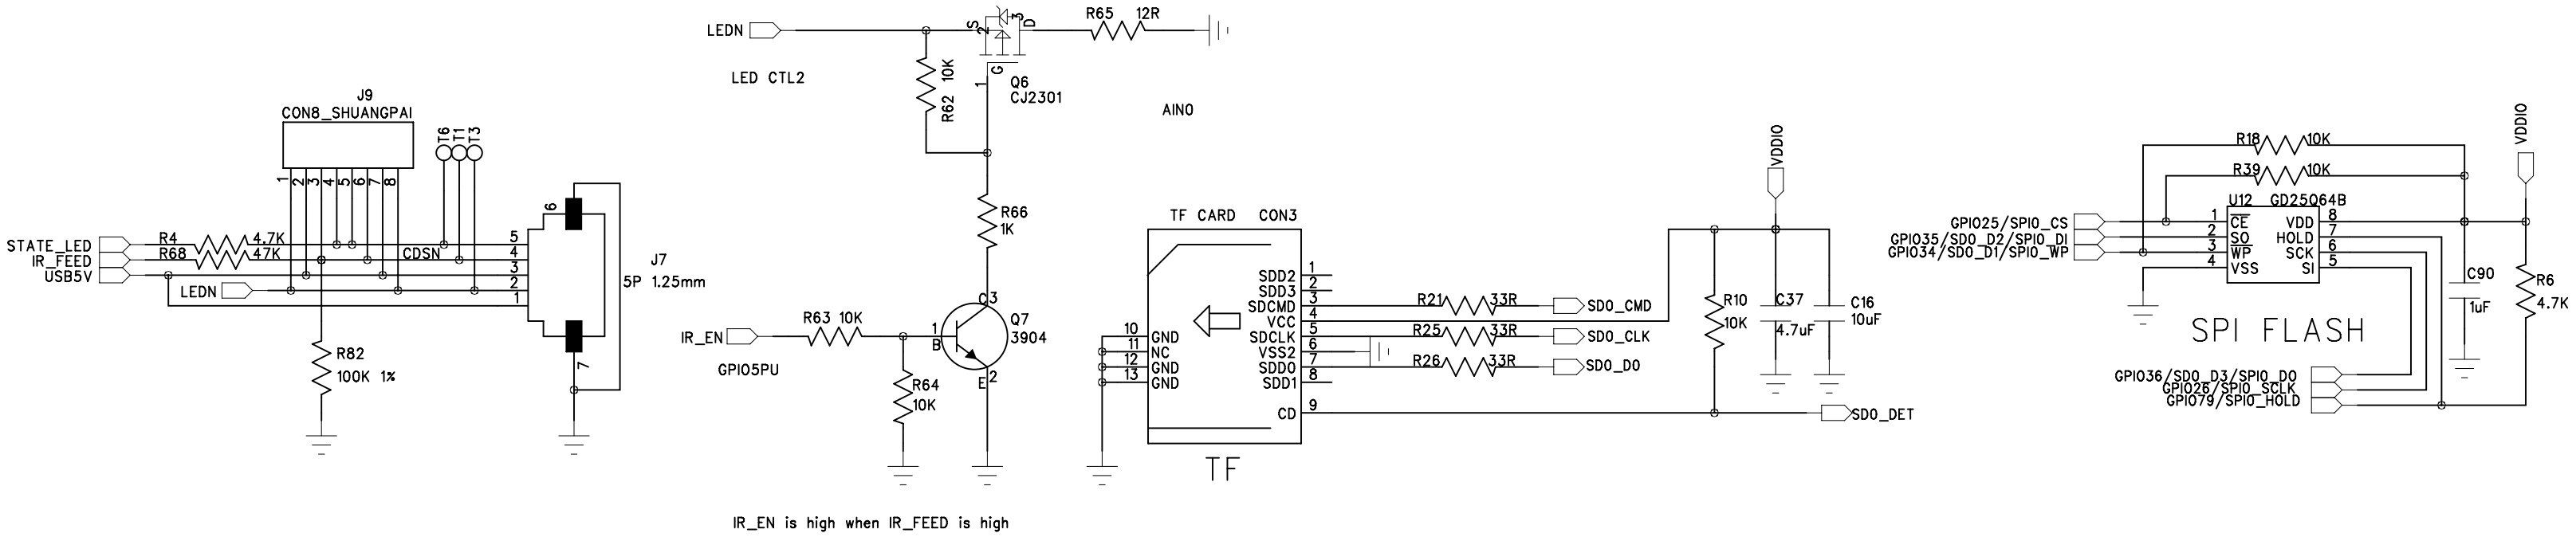 J9
CON8_SHUANGPAI
1
2
3
4
5
6
7
8
T6
T1
T3
STATE_LED
R4
4.7K
IR_FEED
R68
47K
CDSN
USB5V
LEDN
5
4
3
2
1
6
7
J7
5P 1.25mm
R82
100K 1%
LEDN
LED CTL2
S
2
3
D
G
1
R65 12R
R62 10K
Q6
CJ2301
AIN0
R66
1K
IR_EN
GPIO5PU
R63 10K
1
B
C
3
Q7
3904
E
2
R64
10K
IR_EN is high when IR_FEED is high
TF CARD CON3
SDD2 1
SDD3 2
SDCMD 3
VCC 4
SDCLK 5
VSS2 6
SDD0 7
SDD1 8
CD 9
10 GND
11 NC
12 GND
13 GND
TF
R21 33R SD0_CMD
R25 33R SD0_CLK
R26 33R SD0_D0
SD0_DET
VDDIO
R10
10K
C37
4.7uF
C16
10uF
R18 10K
R39 10K
U12 GD25Q64B
GPIO25/SPI0_CS
GPIO35/SD0_D2/SPI0_DI
GPIO34/SD0_D1/SPI0_WP
1 CE
2 SO
3 WP
4 VSS
VDD 8
HOLD 7
SCK 6
SI 5
VDDIO
C90
1uF
R6
4.7K
SPI FLASH
GPIO36/SD0_D3/SPI0_DO
GPIO26/SPI0_SCLK
GPIO79/SPI0_HOLD